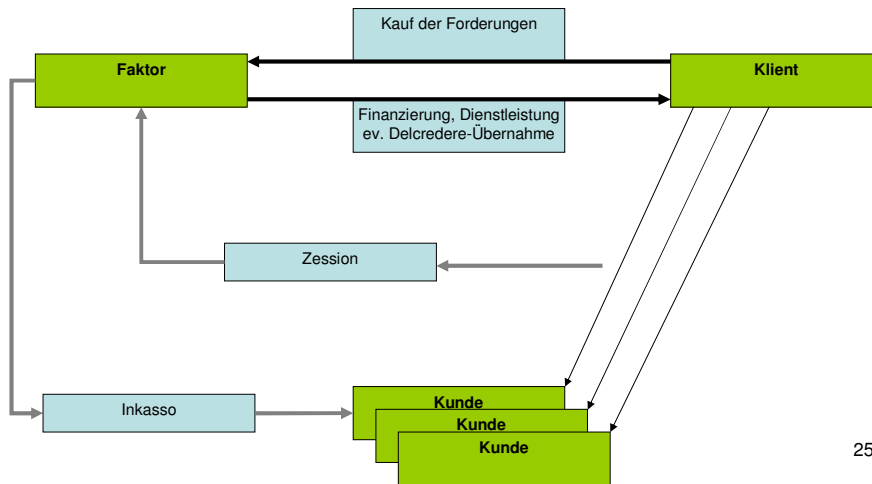 Kauf der Forderungen
Faktor
Klient
Finanzierung, Dienstleistung
ev. Delcredere-Übernahme
Zession
Inkasso
Kunde
Kunde
Kunde
25